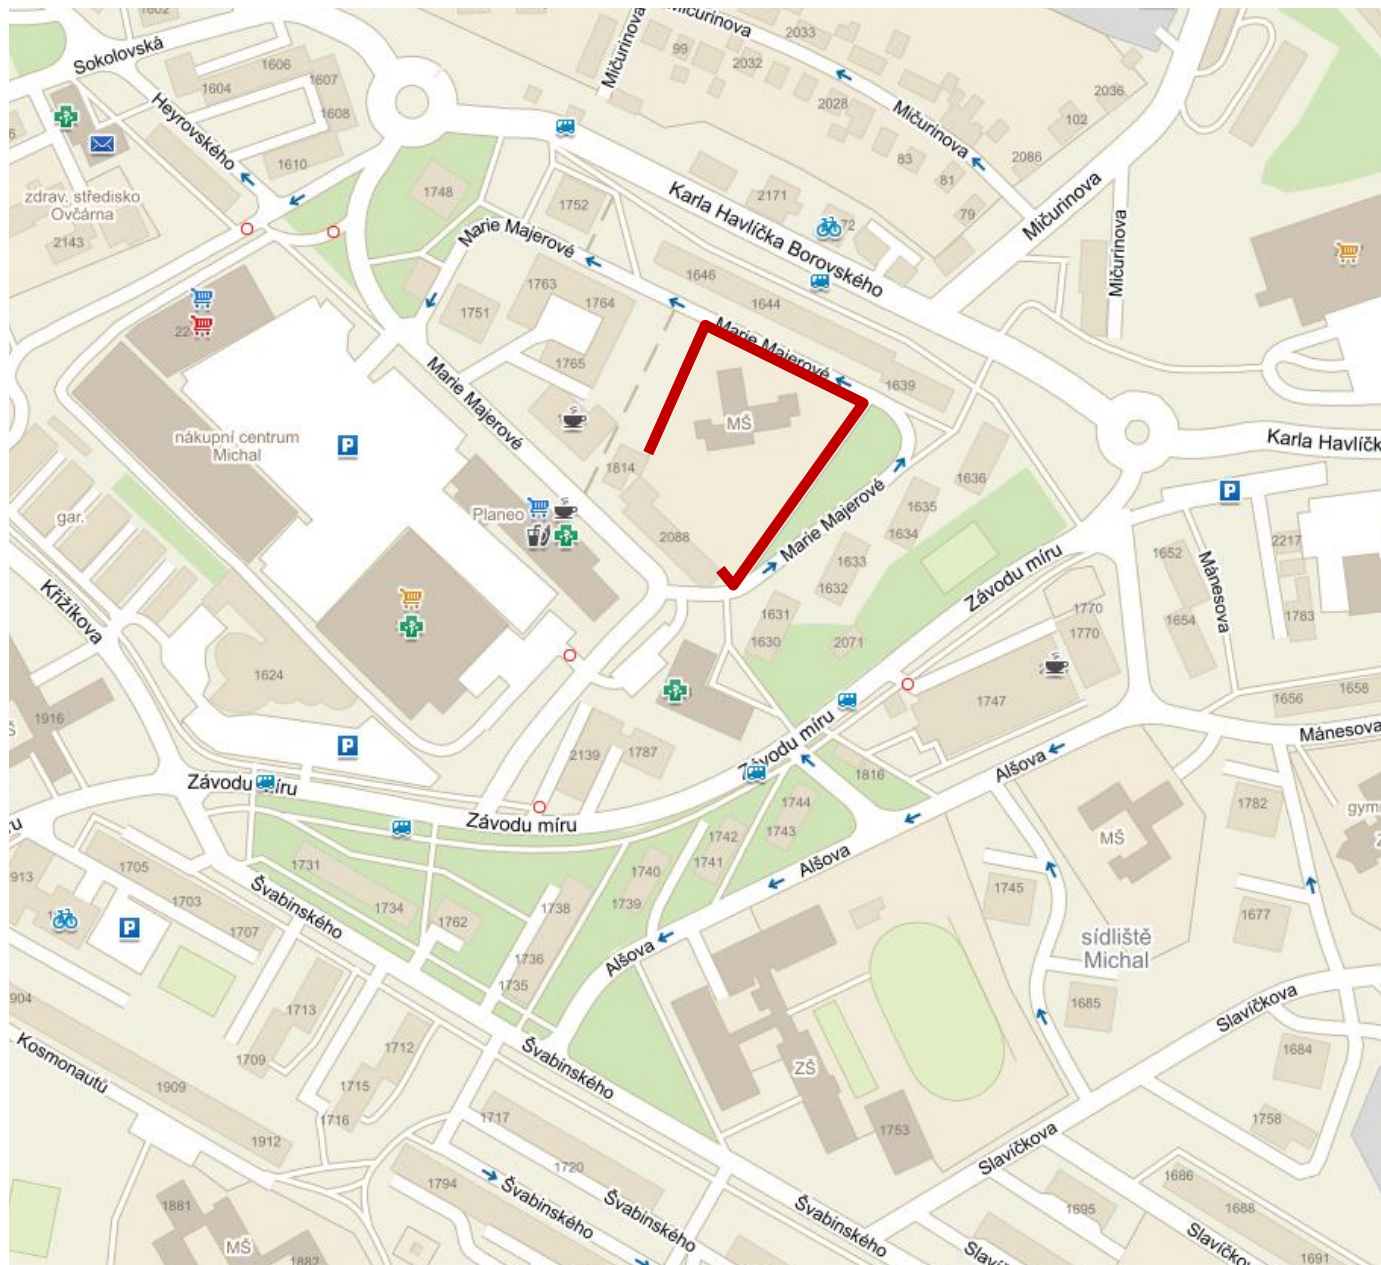 1602
Sokolovská
1606
1604
1607
1608
Heyrovského
1610
zdrav. středisko
Ovčárna
2143
Mičurinova
Mičurinova
99
2033
2032
2028
Mičurinova
2036
102
83
2086
81
79
Mičurinova
Mičurinova
1748
1752
2171
72
Karla Havlíčka Borovského
Marie Majerové
1646
1644
1763
1764
1751
1765
Marie Majerové
1639
MŠ
Marie Majerové
nákupní centrum
Michal
P
1814
Planeo
2088
gar.
1636
1635
1634
Marie Majerové
1633
1632
1631
1630
2071
Karla Havlíčk
P
Závodu míru
1652
Mánesova
2217
1654
1783
1770
1770
Křižíkova
1624
1916
Š
P
1747
1656
1658
Mánesova
2139
1787
Závodu míru
Závodu míru
Závodu míru
1816
Alšova
1744
1743
1742
1741
Alšova
1782
MŠ
gym
1705
1703
1707
913
P
Švabinského
1731
1734
1762
1740
1739
1738
1736
1735
Alšova
1745
1677
sídliště
Michal
1685
904
1713
1709
1712
1715
1716
Kosmonautů
1909
1912
Švabinského
ZŠ
1753
Slavíčkova
1684
1758
Slavíčkova
1717
1720
1794
Švabinského
Švabinského
Švabinského
1881
MŠ
1882
1686
1688
1695
1691
Slavíčko
Slavíč